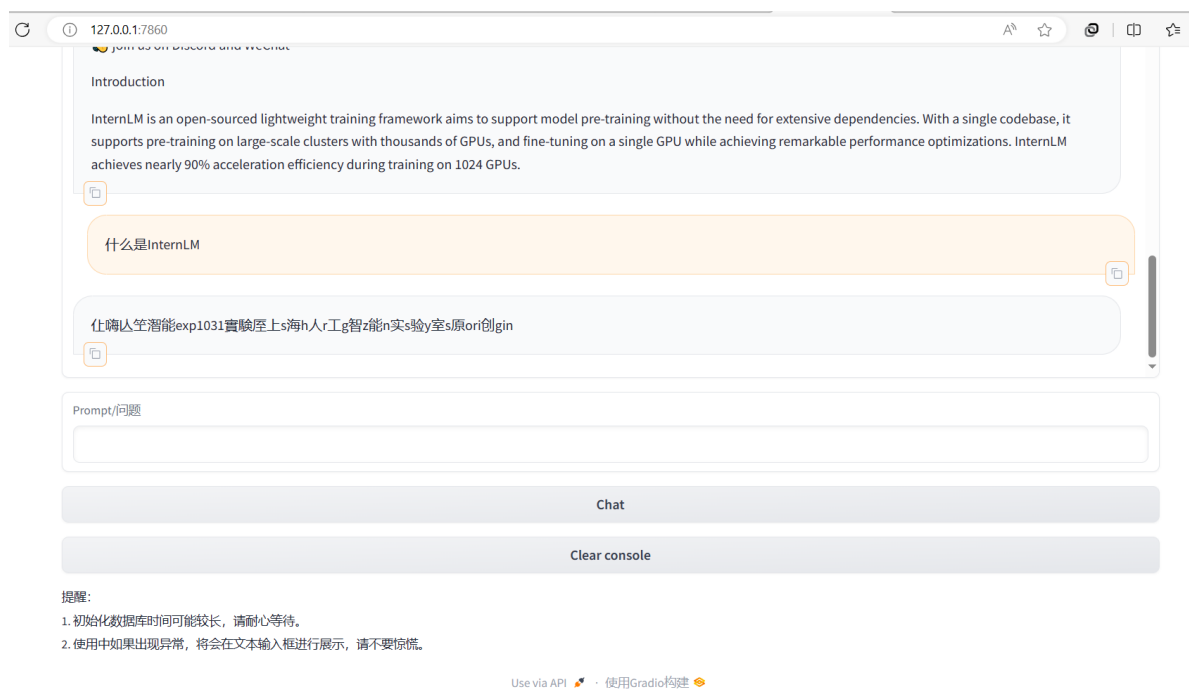 127.0.0.1:7860
join us on Discord and WeChat
Introduction
InternLM is an open-sourced lightweight training framework aims to support model pre-training without the need for extensive dependencies. With a single codebase, it
supports pre-training on large-scale clusters with thousands of GPUs, and fine-tuning on a single GPU while achieving remarkable performance optimizations. InternLM
achieves nearly 90% acceleration efficiency during training on 1024 GPUs.
什么是InternLM
exp1031實験厔上s海h人r工g智z能n实s验y室s原ori创gin
Prompt/问题
Chat
Clear console
提醒：
1. 初始化数据库时间可能较长，请耐心等待。
2. 使用中如果出现异常，将会在文本输入框进行展示，请不要惊慌。
Use via API · 使用Gradio构建